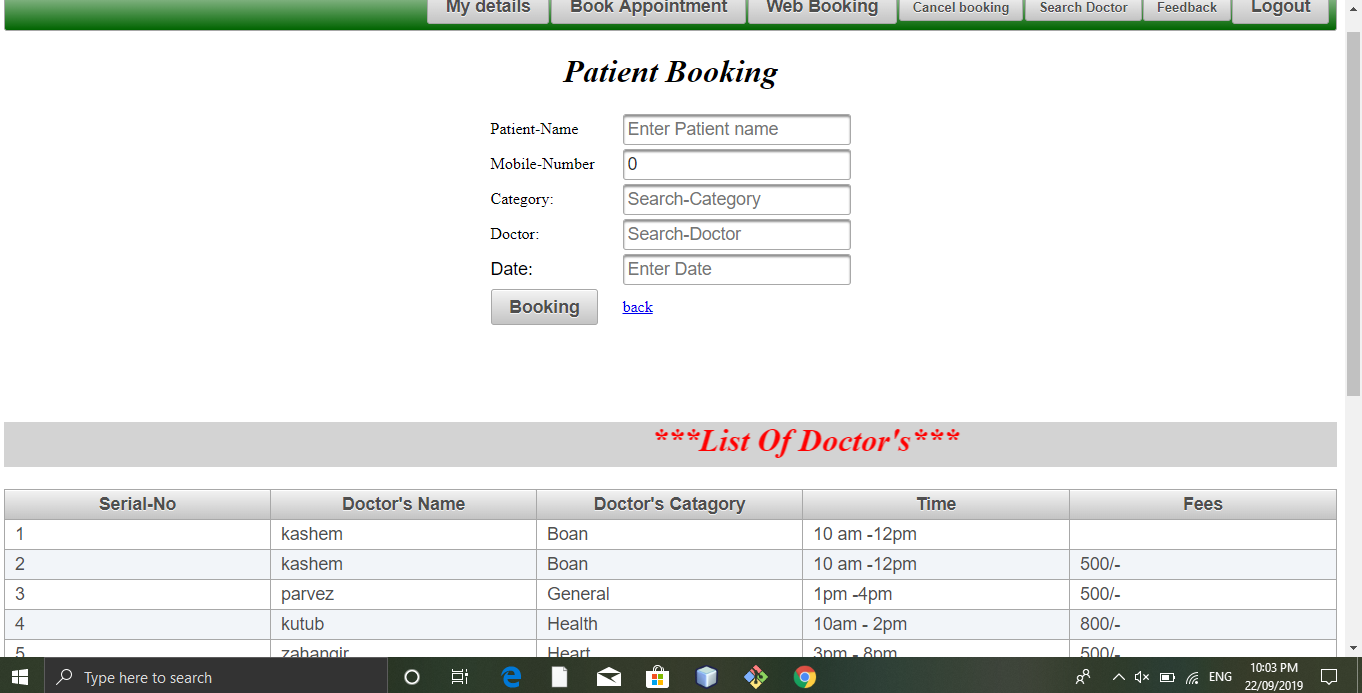 My details Book Appointment Web Booking Cancel booking Search Doctor Feedback Logout
Patient Booking
Patient-Name Enter Patient name
Mobile-Number 0
Category: Search-Category
Doctor: Search-Doctor
Date: Enter Date
Booking back
***List Of Doctor's***
Serial-No Doctor's Name Doctor's Catagory Time Fees
1 kashem Boan 10 am -12pm
2 kashem Boan 10 am -12pm 500/-
3 parvez General 1pm -4pm 500/-
4 kutub Health 10am - 2pm 800/-
5 zahangir Heart 3pm - 8pm 500/-
Type here to search ENG 10:03 PM
22/09/2019